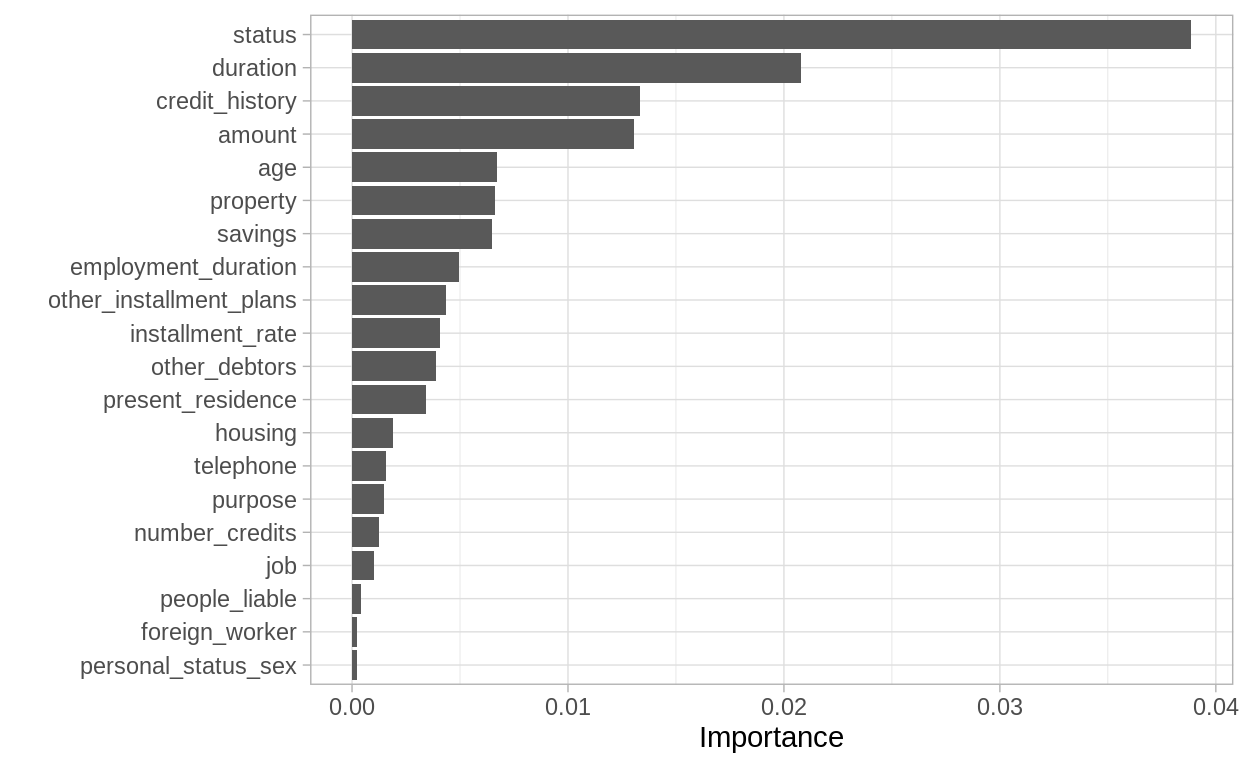 status
duration
credit_history
amount
age
property
savings
employment_duration
other_installment_plans
installment_rate
other_debtors
present_residence
housing
telephone
purpose
number_credits
job
people_liable
foreign_worker
personal_status_sex
0.00 0.01 0.02 0.03 0.04
Importance